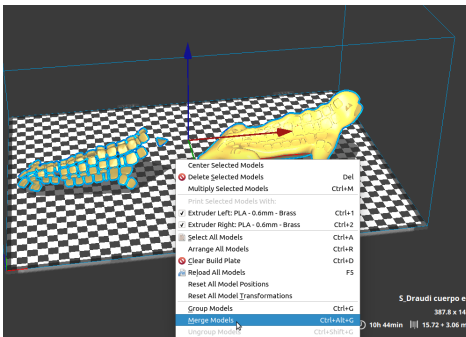 Center Selected Models
Delete Selected Models Del
Multiply Selected Models Ctrl+M
Print Selected Models With:
Extruder Left: PLA - 0.6mm - Brass Ctrl+1
Extruder Right: PLA - 0.6mm - Brass Ctrl+2
Select All Models Ctrl+A
Arrange All Models Ctrl+R
Clear Build Plate Ctrl+D
Reload All Models F5
Reset All Model Positions
Reset All Model Transformations
Group Models Ctrl+G
Merge Models Ctrl+Alt+G
Ungroup Models Ctrl+Shift+G
S_Draudi cuerpo e
387.8 x 14
10h 44min 15.72 + 3.06 m